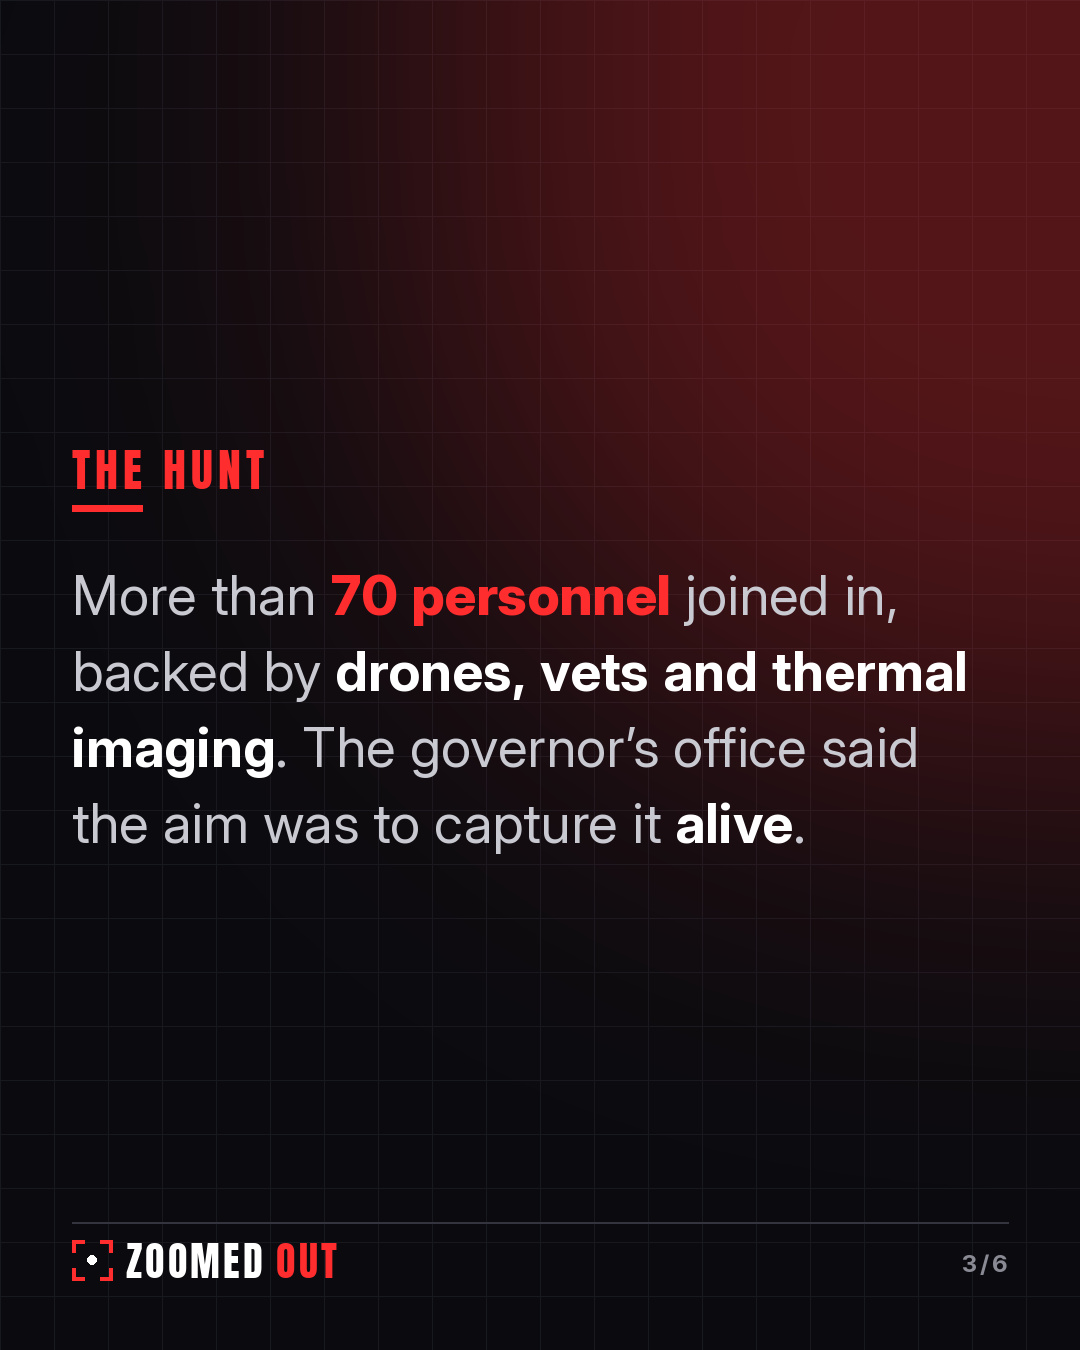 THE HUNT
More than 70 personnel joined in,
backed by drones, vets and thermal
imaging. The governor’s office said
the aim was to capture it alive.
ZOOMED OUT
3/6